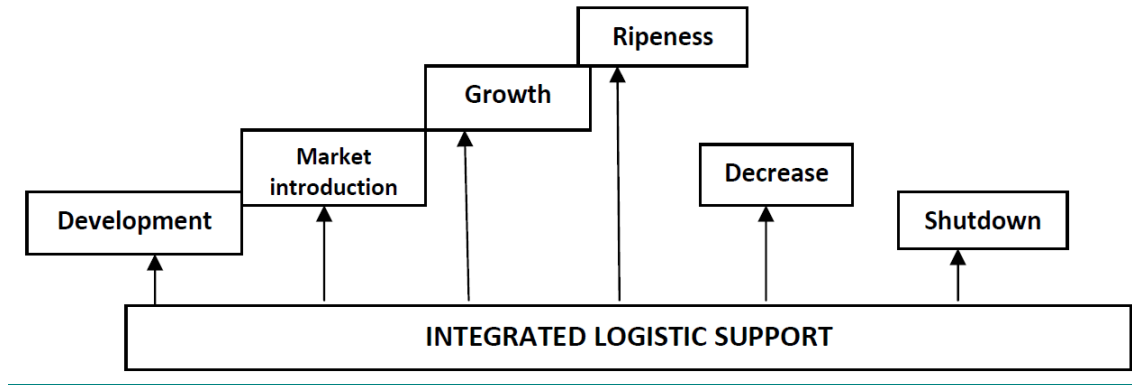 Ripeness
Growth
Market
introduction
Decrease
Development
Shutdown
INTEGRATED LOGISTIC SUPPORT